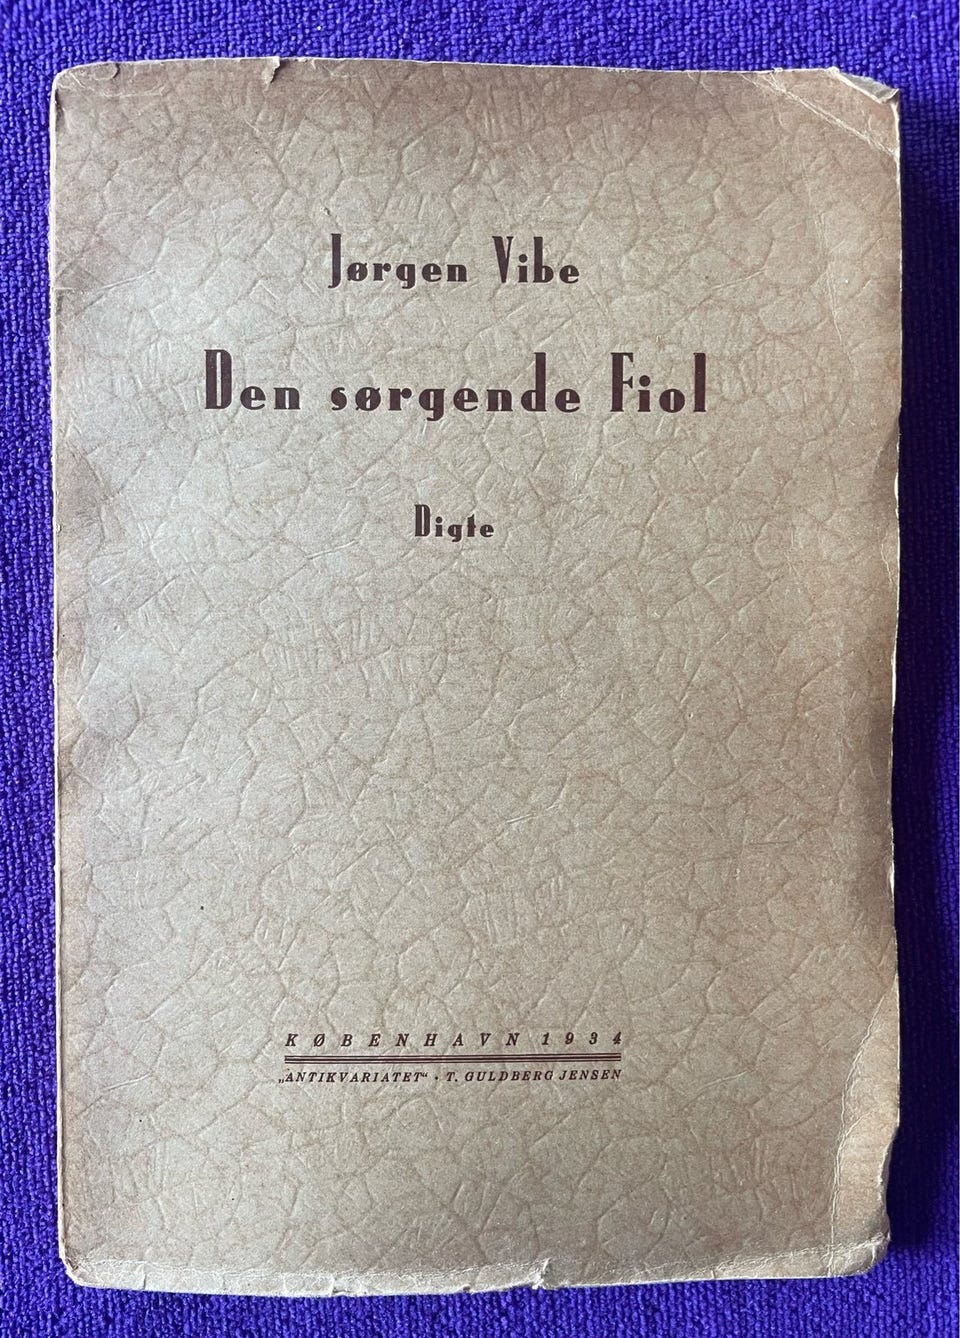 Jørgen Vibe
Den sørgende Fiol
Digte
KØBENHAVN 1934
„ANTIKVARIATET“ · T. GULDBERG JENSEN